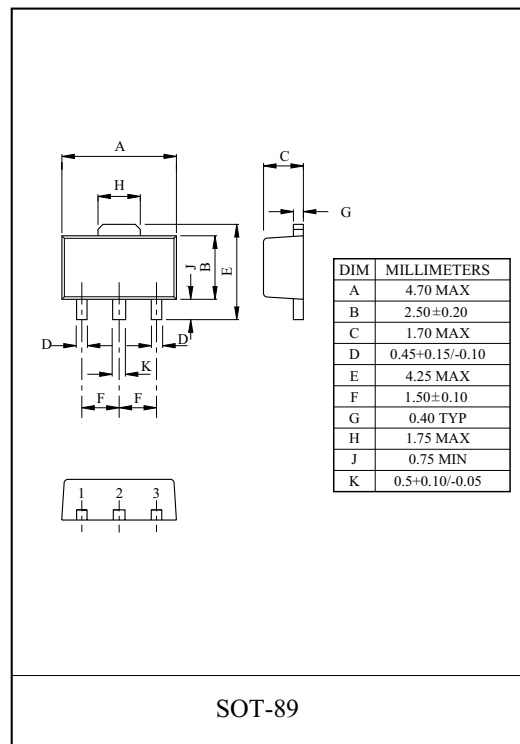 A
H
C
G
J
B
E
D
D
K
F F
1 2 3
DIM MILLIMETERS
A 4.70 MAX
B 2.50±0.20
C 1.70 MAX
D 0.45+0.15/-0.10
E 4.25 MAX
F 1.50±0.10
G 0.40 TYP
H 1.75 MAX
J 0.75 MIN
K 0.5+0.10/-0.05
SOT-89